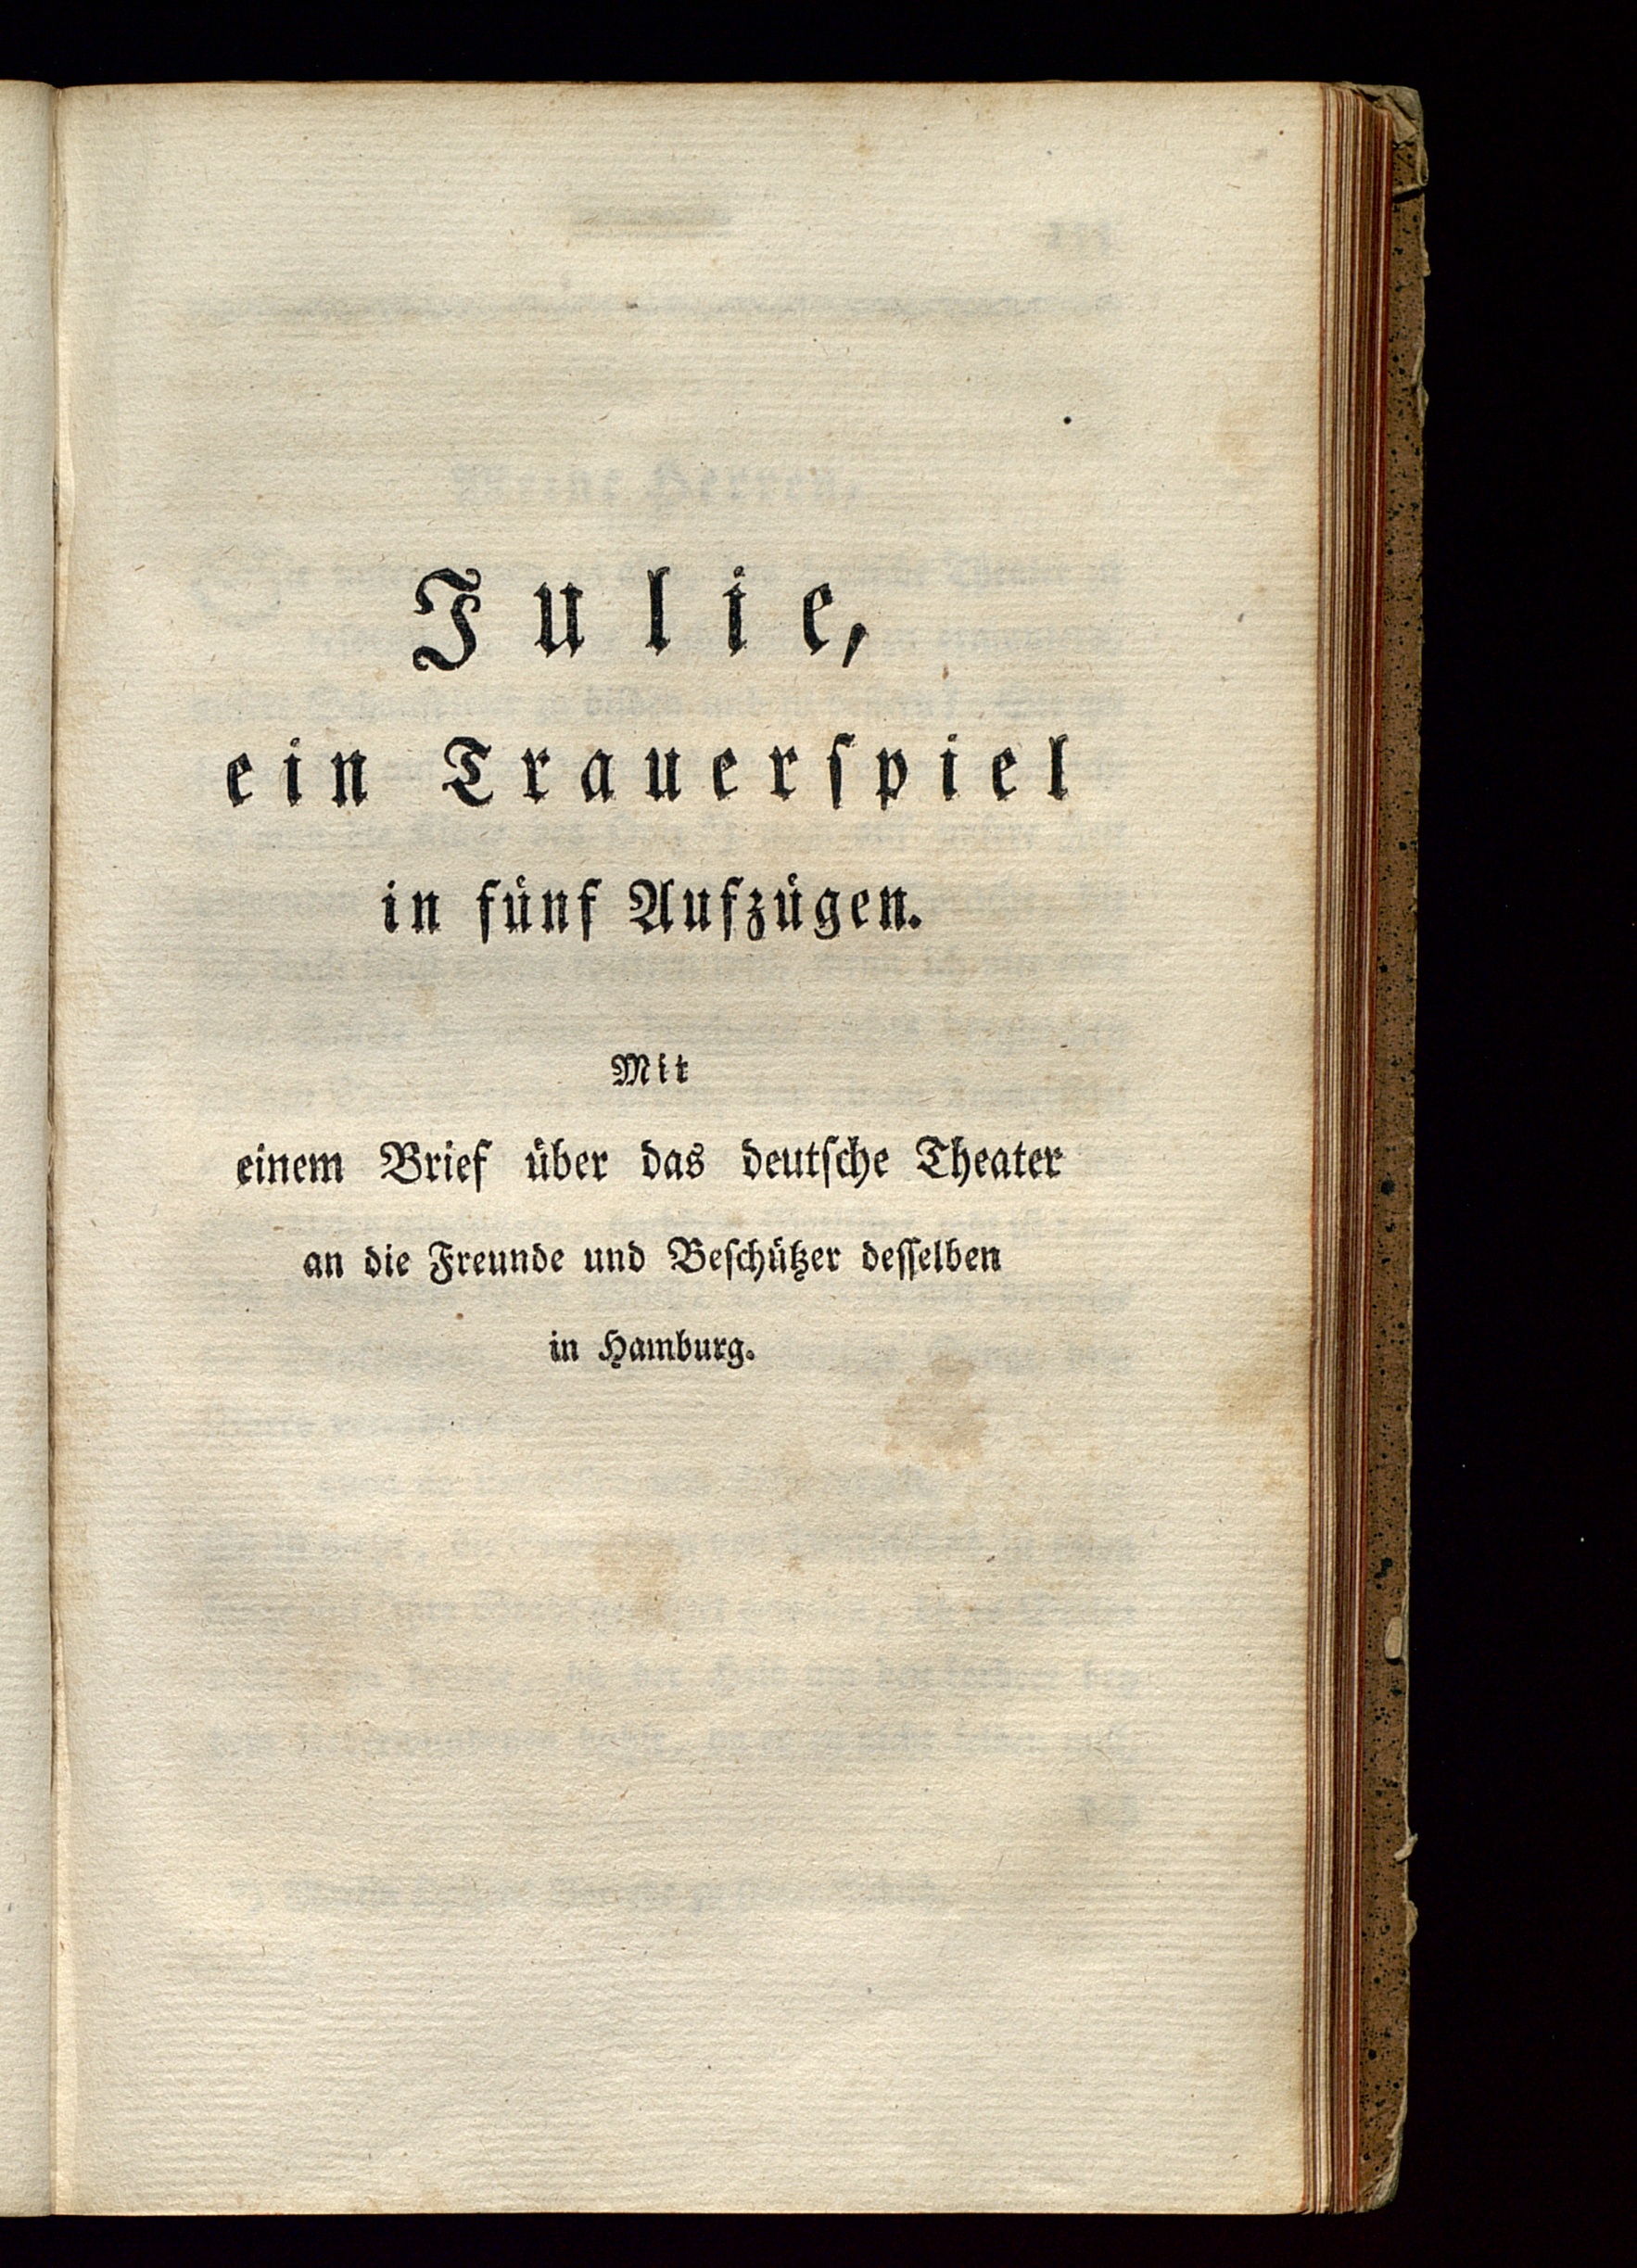 Julie,
ein Trauerſpiel
in fünf Aufzügen.
Mit
einem Brief über das deutſche Theater
an die Freunde und Beſchützer deſſelben
in Hamburg.